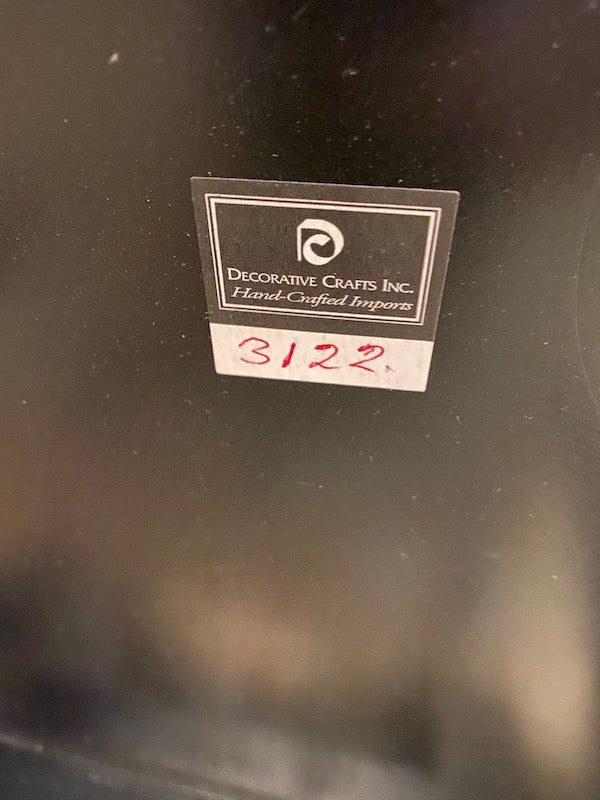 DECORATIVE CRAFTS INC.
Hand-Crafted Imports
3122.